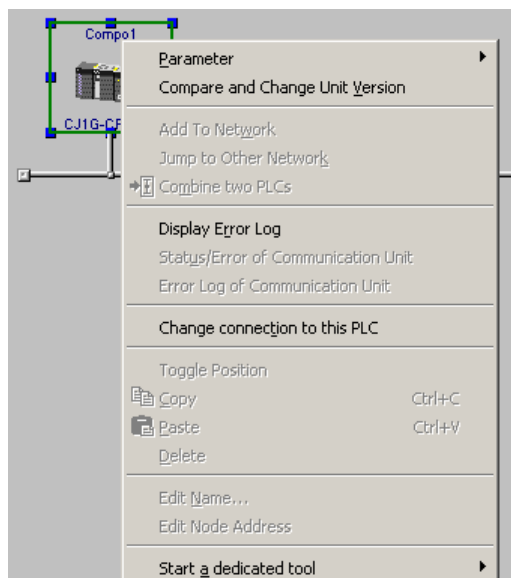 Compo1
CJ1G-CP
Parameter
Compare and Change Unit Version
Add To Network
Jump to Other Network
Combine two PLCs
Display Error Log
Status/Error of Communication Unit
Error Log of Communication Unit
Change connection to this PLC
Toggle Position
Copy Ctrl+C
Paste Ctrl+V
Delete
Edit Name...
Edit Node Address
Start a dedicated tool